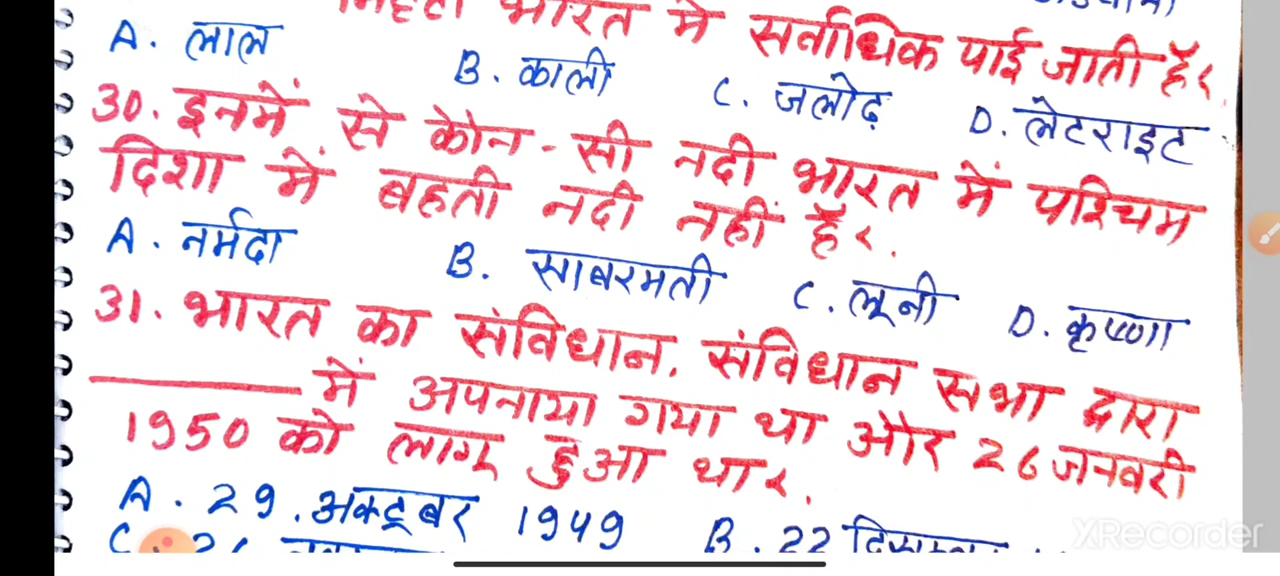 भारत में सर्वाधिक पाई जाती हैं?
A. लाल B. काली C. जलोढ़ D. लेटराइट
30. इनमें से कोन-सी नदी भारत में पश्चिम
दिशा में बहती नदी नहीं हैं?
A. नर्मदा B. साबरमती C. लूनी D. कृष्णा
31. भारत का संविधान, संविधान सभा द्वारा
_______ में अपनाया गया था और 26 जनवरी
1950 को लागू हुआ था?
A. 29. अक्टूबर 1949 B. 22
C.
XRecorder